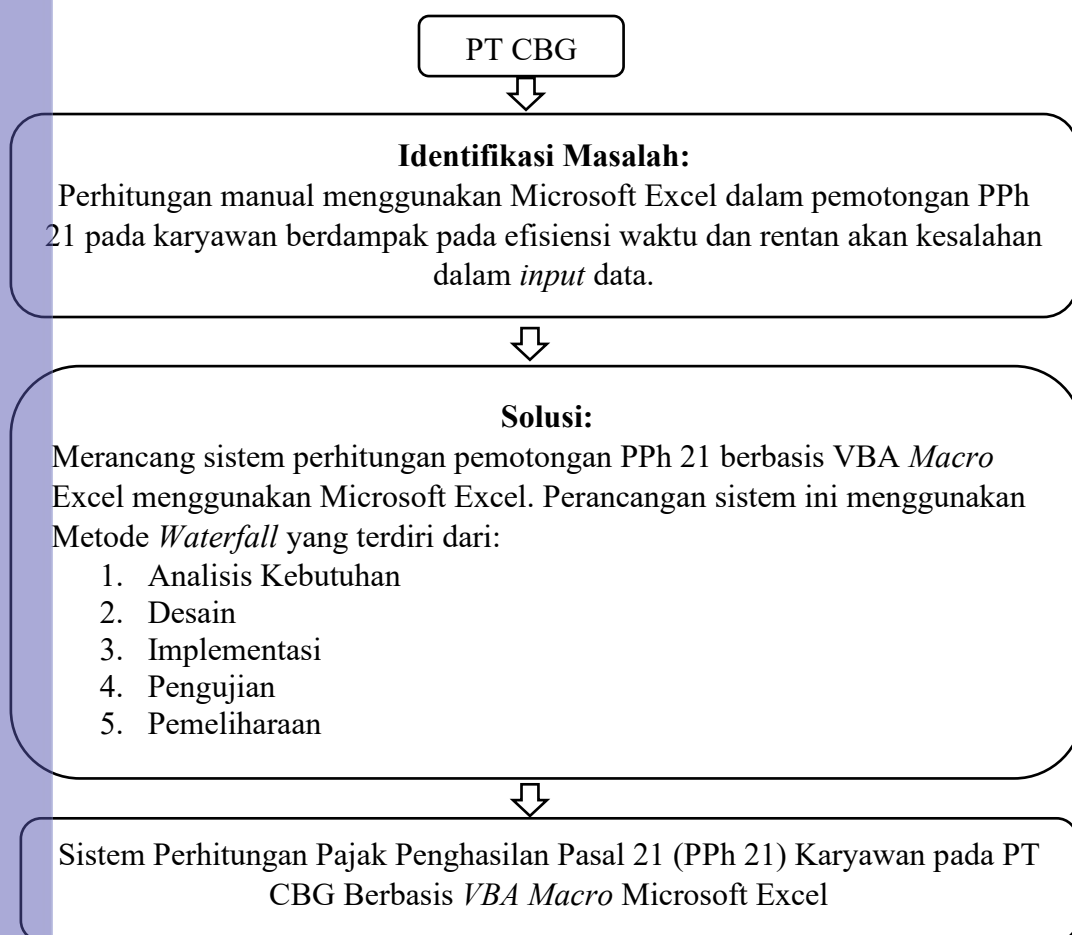 PT CBG
Identifikasi Masalah:
Perhitungan manual menggunakan Microsoft Excel dalam pemotongan PPh
21 pada karyawan berdampak pada efisiensi waktu dan rentan akan kesalahan
dalam input data.
Solusi:
Merancang sistem perhitungan pemotongan PPh 21 berbasis VBA Macro
Excel menggunakan Microsoft Excel. Perancangan sistem ini menggunakan
Metode Waterfall yang terdiri dari:
1. Analisis Kebutuhan
2. Desain
3. Implementasi
4. Pengujian
5. Pemeliharaan
Sistem Perhitungan Pajak Penghasilan Pasal 21 (PPh 21) Karyawan pada PT
CBG Berbasis VBA Macro Microsoft Excel